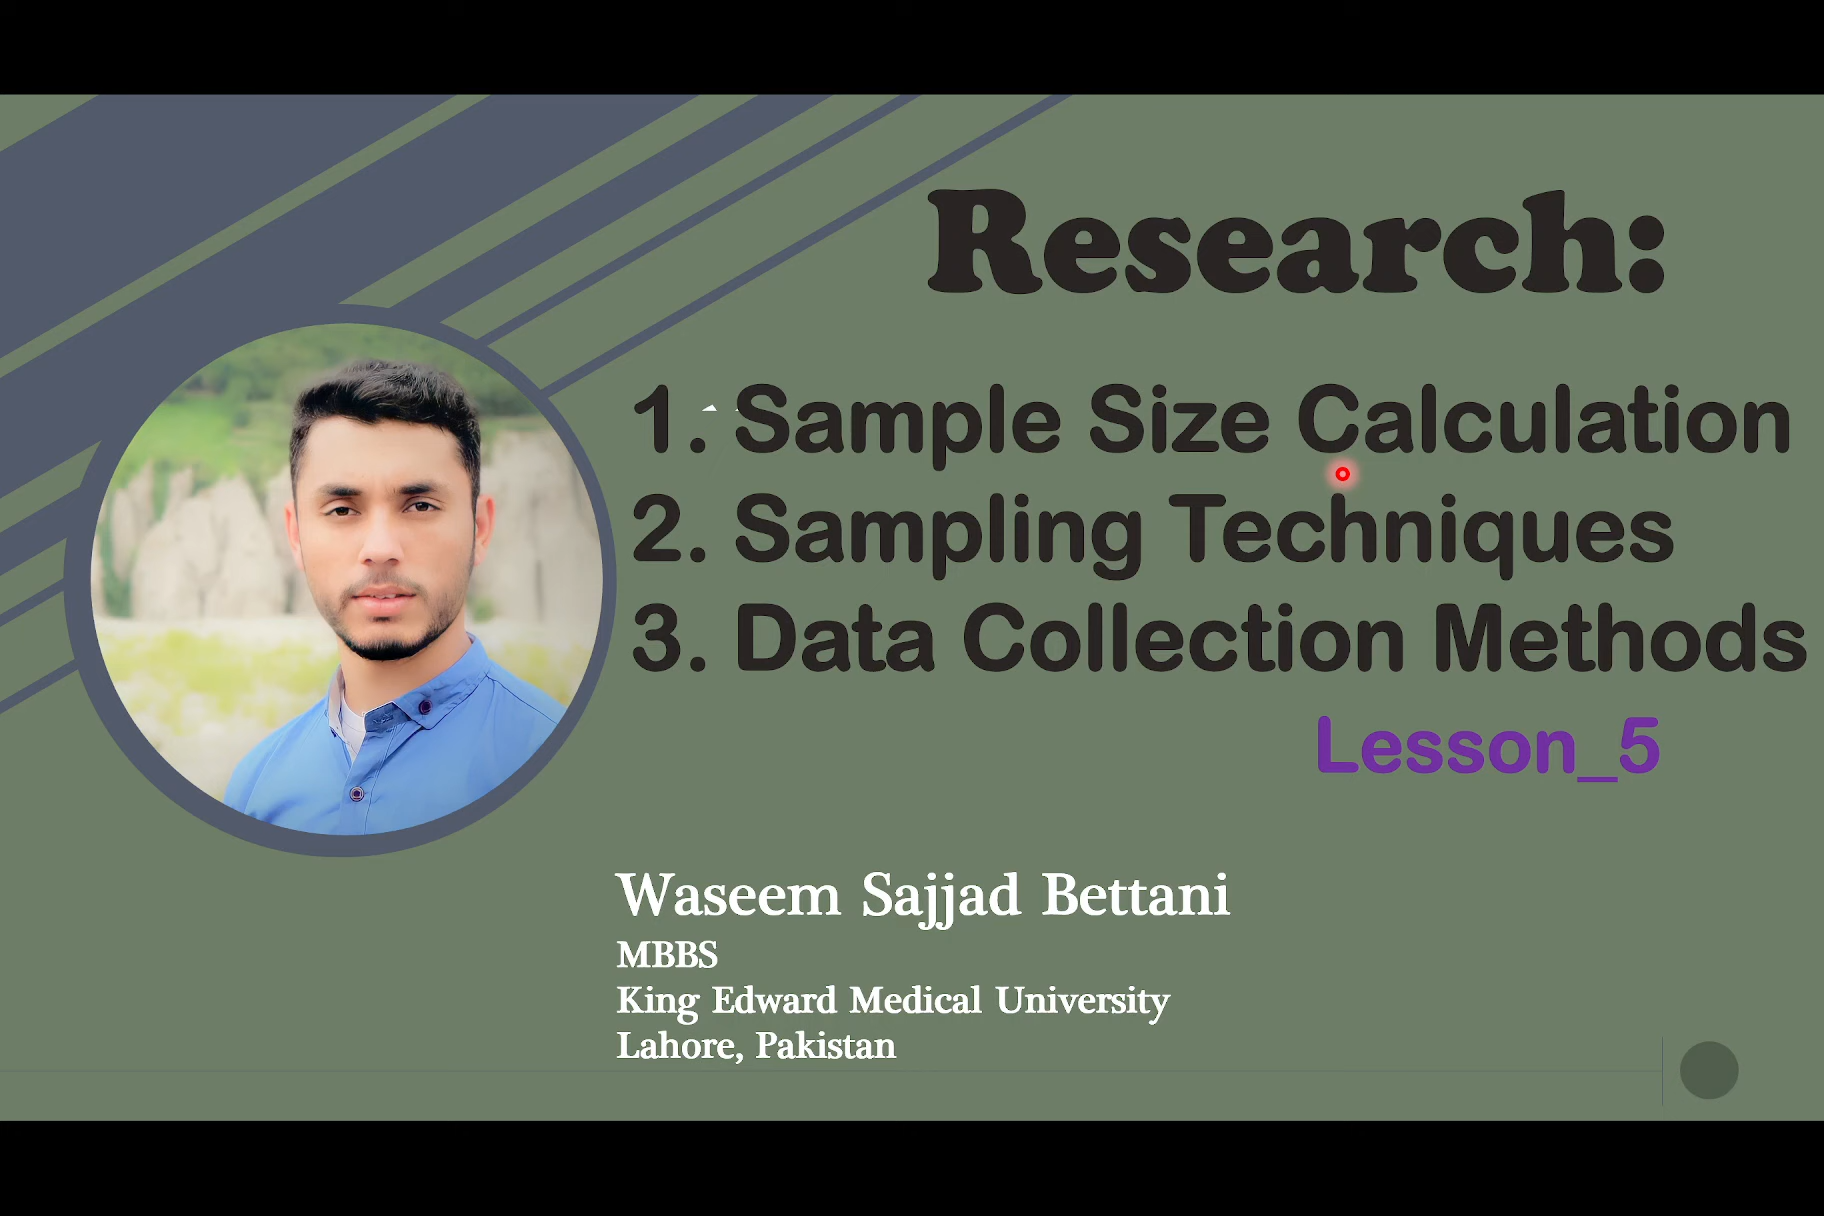 Research:
1. Sample Size Calculation
2. Sampling Techniques
3. Data Collection Methods
Lesson_5
Waseem Sajjad Bettani
MBBS
King Edward Medical University
Lahore, Pakistan